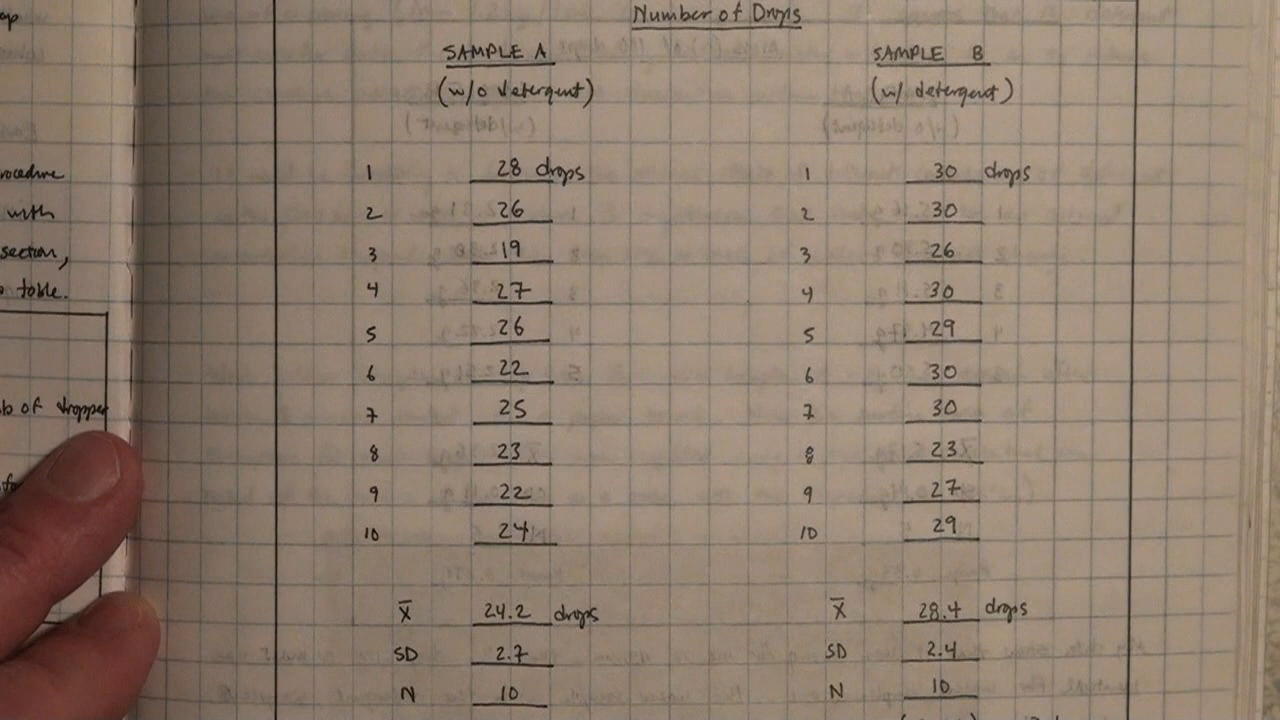 Number of Drops
SAMPLE A SAMPLE B
(w/o detergent) (w/ detergent)
rocedure
with
section,
table.
of dropper
1 28 drops 1 30 drops
2 26 2 30
3 19 3 26
4 27 4 30
5 26 5 29
6 22 6 30
7 25 7 30
8 23 8 23
9 22 9 27
10 24 10 29
X̄ 24.2 drops X̄ 28.4 drops
SD 2.7 SD 2.4
N 10 N 10